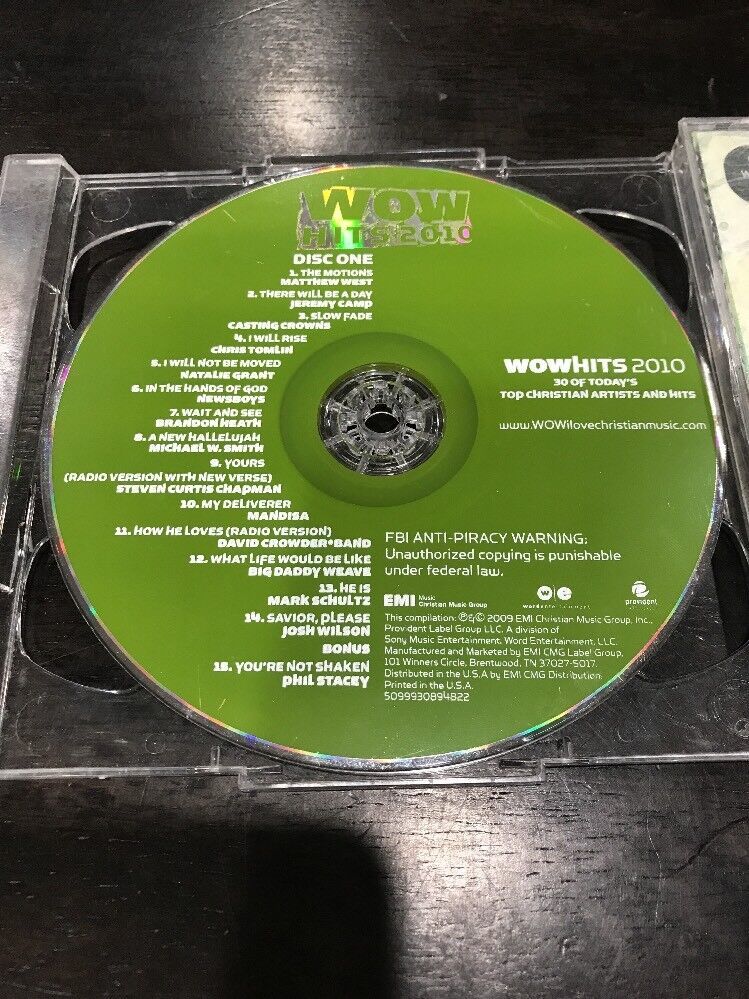 WOW
HITS 2010
DISC ONE
1. THE MOTIONS
MATTHEW WEST
2. THERE WILL BE A DAY
JEREMY CAMP
3. SLOW FADE
CASTING CROWNS
4. I WILL RISE
CHRIS TOMLIN
5. I WILL NOT BE MOVED
NATALIE GRANT
6. IN THE HANDS OF GOD
NEWSBOYS
7. WAIT AND SEE
BRANDON HEATH
8. A NEW HALLELUJAH
MICHAEL W. SMITH
9. YOURS
(RADIO VERSION WITH NEW VERSE)
STEVEN CURTIS CHAPMAN
10. MY DELIVERER
MANDISA
11. HOW HE LOVES (RADIO VERSION)
DAVID CROWDER*BAND
12. WHAT LIFE WOULD BE LIKE
BIG DADDY WEAVE
13. HE IS
MARK SCHULTZ
14. SAVIOR, PLEASE
JOSH WILSON
BONUS
15. YOU'RE NOT SHAKEN
PHIL STACEY
WOWHITS 2010
30 OF TODAY'S
TOP CHRISTIAN ARTISTS AND HITS
www.WOWilovechristianmusic.com
FBI ANTI-PIRACY WARNING:
Unauthorized copying is punishable
under federal law.
EMI Music
Christian Music Group
w e
word entertainment
provident
This compilation: ℗&© 2009 EMI Christian Music Group, Inc.,
Provident Label Group LLC. A division of
Sony Music Entertainment, Word Entertainment, LLC.
Manufactured and Marketed by EMI CMG Label Group,
101 Winners Circle, Brentwood, TN 37027-5017.
Distributed in the U.S.A by EMI CMG Distribution.
Printed in the U.S.A.
5099930894822